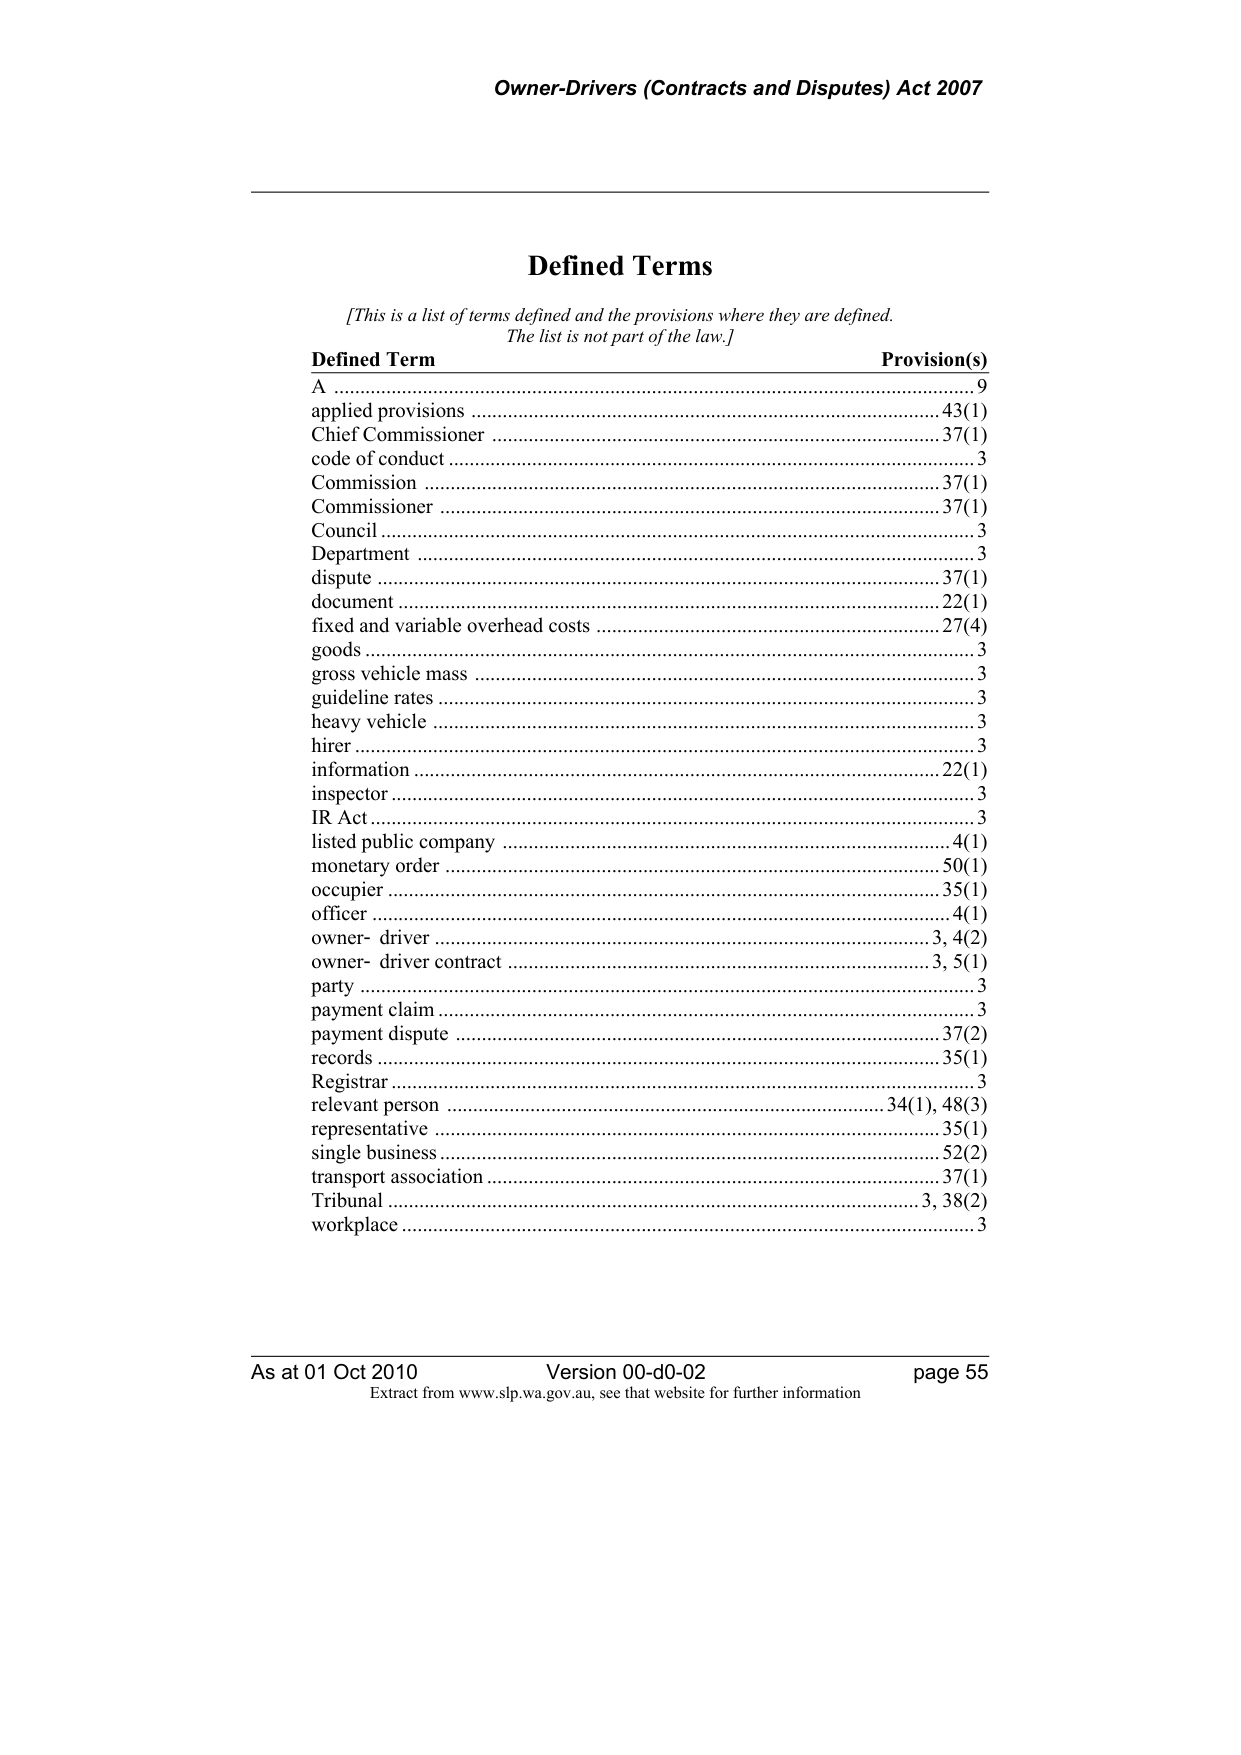 Owner-Drivers (Contracts and Disputes) Act 2007
Defined Terms
[This is a list of terms defined and the provisions where they are defined.
The list is not part of the law.]
Defined Term Provision(s)
A ........................................................................................................................... 9
applied provisions .......................................................................................... 43(1)
Chief Commissioner ...................................................................................... 37(1)
code of conduct ..................................................................................................... 3
Commission ................................................................................................... 37(1)
Commissioner ................................................................................................ 37(1)
Council .................................................................................................................. 3
Department ........................................................................................................... 3
dispute ............................................................................................................ 37(1)
document ........................................................................................................ 22(1)
fixed and variable overhead costs .................................................................. 27(4)
goods ..................................................................................................................... 3
gross vehicle mass ................................................................................................ 3
guideline rates ....................................................................................................... 3
heavy vehicle ........................................................................................................ 3
hirer ....................................................................................................................... 3
information ..................................................................................................... 22(1)
inspector ................................................................................................................ 3
IR Act .................................................................................................................... 3
listed public company ...................................................................................... 4(1)
monetary order ............................................................................................... 50(1)
occupier .......................................................................................................... 35(1)
officer ............................................................................................................... 4(1)
owner- driver ............................................................................................... 3, 4(2)
owner- driver contract ................................................................................. 3, 5(1)
party ...................................................................................................................... 3
payment claim ....................................................................................................... 3
payment dispute ............................................................................................. 37(2)
records ............................................................................................................ 35(1)
Registrar ................................................................................................................ 3
relevant person .................................................................................... 34(1), 48(3)
representative ................................................................................................. 35(1)
single business ................................................................................................ 52(2)
transport association ....................................................................................... 37(1)
Tribunal ...................................................................................................... 3, 38(2)
workplace .............................................................................................................. 3
As at 01 Oct 2010 Version 00-d0-02 page 55
Extract from www.slp.wa.gov.au, see that website for further information